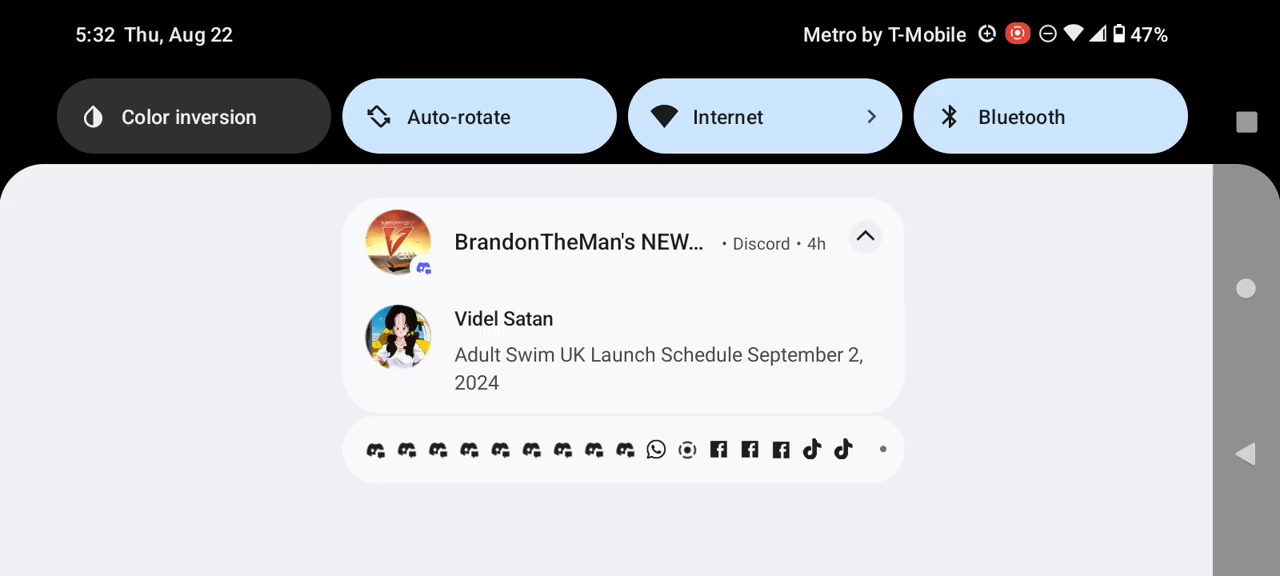 5:32 Thu, Aug 22
Metro by T-Mobile 47%
Color inversion
Auto-rotate
Internet
Bluetooth
BrandonTheMan's NEW... • Discord • 4h
Videl Satan
Adult Swim UK Launch Schedule September 2,
2024